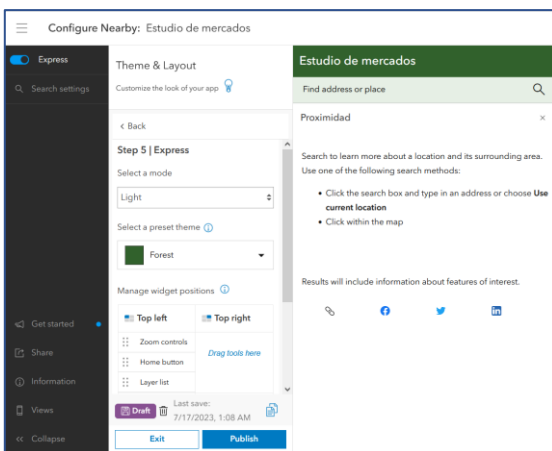 Configure Nearby: Estudio de mercados
Express
Search settings
Get started
Share
Information
Views
Collapse
Theme & Layout
Customize the look of your app
Back
Step 5 | Express
Select a mode
Light
Select a preset theme
Forest
Manage widget positions
Top left
Top right
Zoom controls
Home button
Layer list
Drag tools here
Draft
Last save:
7/17/2023, 1:08 AM
Exit
Publish
Estudio de mercados
Find address or place
Proximidad
Search to learn more about a location and its surrounding area.
Use one of the following search methods:
• Click the search box and type in an address or choose Use
current location
• Click within the map
Results will include information about features of interest.